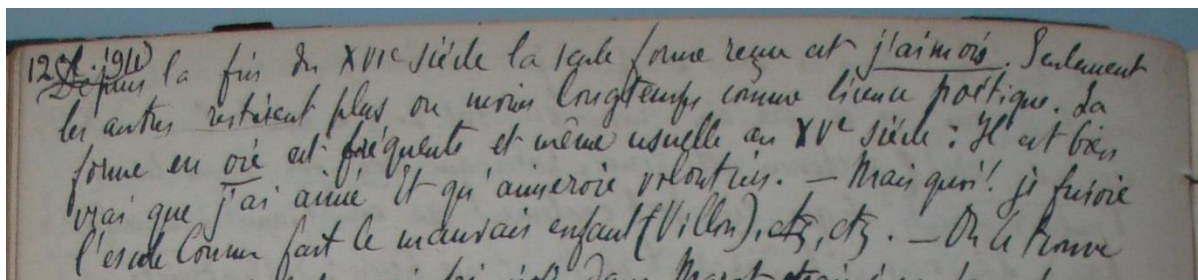 12 Depuis la fin du XVIe siècle la seule forme reçue est j'aimois. Seulement
les autres restèrent plus ou moins longtemps comme licence poétique. La
forme en oie est fréquente et même usuelle au XVe siècle : Il est bien
vrai que j'ai aimé Et qu'aimeroie volontiers. — Mais quoi! je fuioie
l'escole Comme fait le mauvais enfant (Villon), etc, etc. — On le trouve
dans Marot